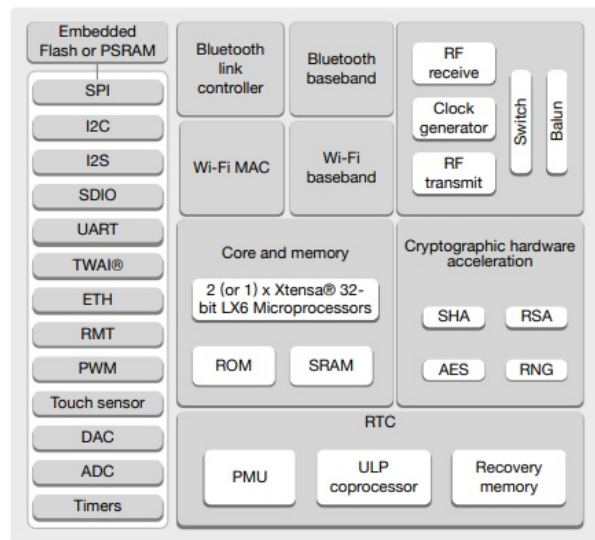 Embedded
Flash or PSRAM
SPI
I2C
I2S
SDIO
UART
TWAI®
ETH
RMT
PWM
Touch sensor
DAC
ADC
Timers
Bluetooth
link
controller
Bluetooth
baseband
Wi-Fi MAC
Wi-Fi
baseband
RF
receive
Clock
generator
RF
transmit
Switch
Balun
Core and memory
2 (or 1) x Xtensa® 32-
bit LX6 Microprocessors
ROM
SRAM
Cryptographic hardware
acceleration
SHA
RSA
AES
RNG
RTC
PMU
ULP
coprocessor
Recovery
memory